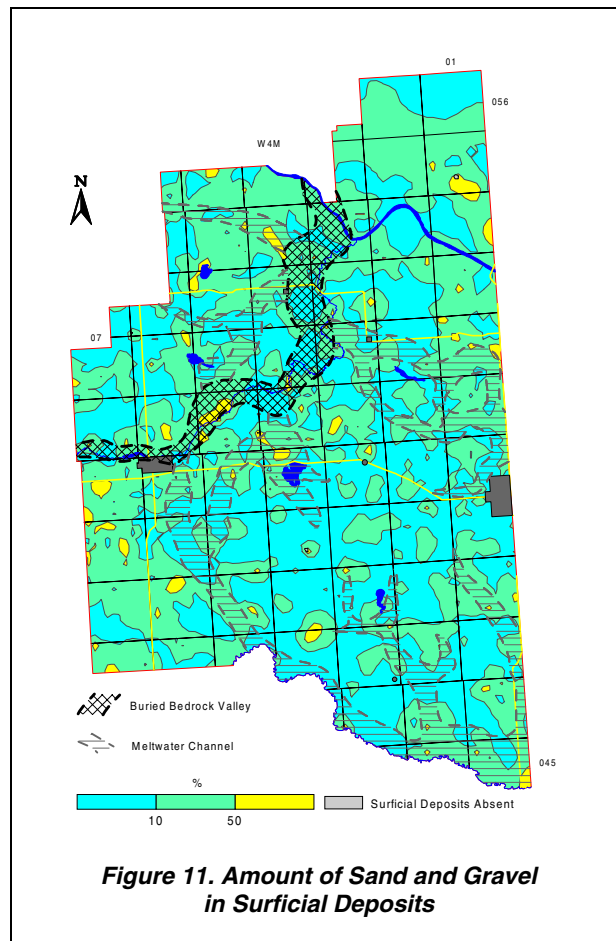 01
056
W4M
N
07
Buried Bedrock Valley
Meltwater Channel
045
%
10 50
Surficial Deposits Absent
Figure 11. Amount of Sand and Gravel
in Surficial Deposits